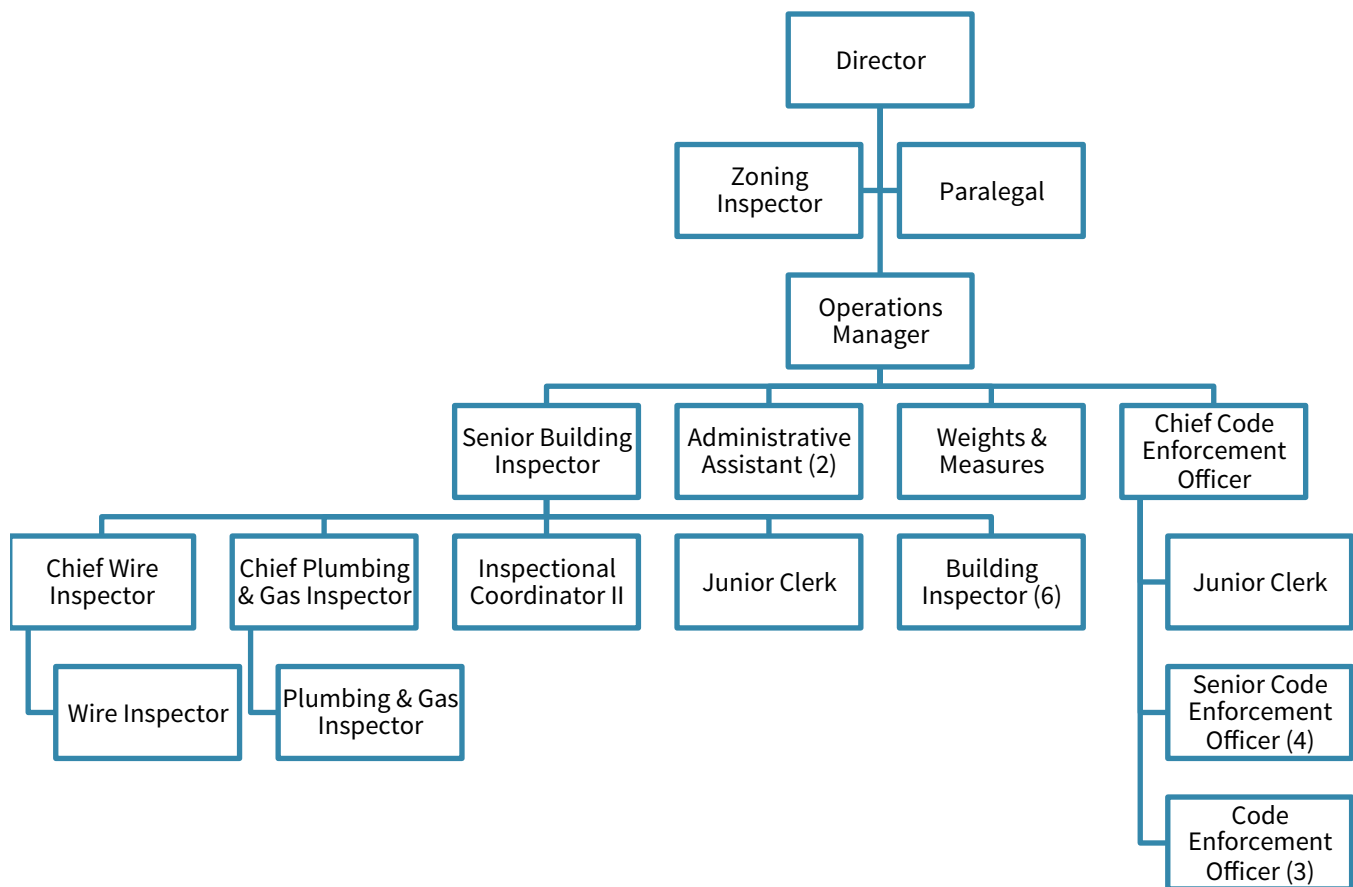 Director
Zoning
Inspector
Paralegal
Operations
Manager
Senior Building
Inspector
Administrative
Assistant (2)
Weights &
Measures
Chief Code
Enforcement
Officer
Chief Wire
Inspector
Chief Plumbing
& Gas Inspector
Inspectional
Coordinator II
Junior Clerk
Building
Inspector (6)
Junior Clerk
Wire Inspector
Plumbing & Gas
Inspector
Senior Code
Enforcement
Officer (4)
Code
Enforcement
Officer (3)